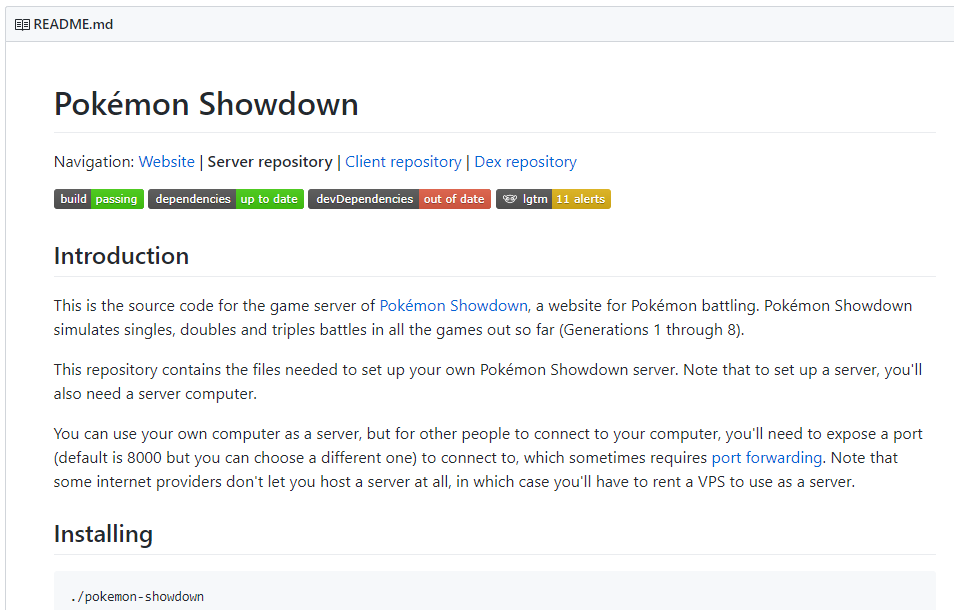 README.md
Pokémon Showdown
Navigation: Website | Server repository | Client repository | Dex repository
build passing dependencies up to date devDependencies out of date lgtm 11 alerts
Introduction
This is the source code for the game server of Pokémon Showdown, a website for Pokémon battling. Pokémon Showdown
simulates singles, doubles and triples battles in all the games out so far (Generations 1 through 8).
This repository contains the files needed to set up your own Pokémon Showdown server. Note that to set up a server, you'll
also need a server computer.
You can use your own computer as a server, but for other people to connect to your computer, you'll need to expose a port
(default is 8000 but you can choose a different one) to connect to, which sometimes requires port forwarding. Note that
some internet providers don't let you host a server at all, in which case you'll have to rent a VPS to use as a server.
Installing
./pokemon-showdown